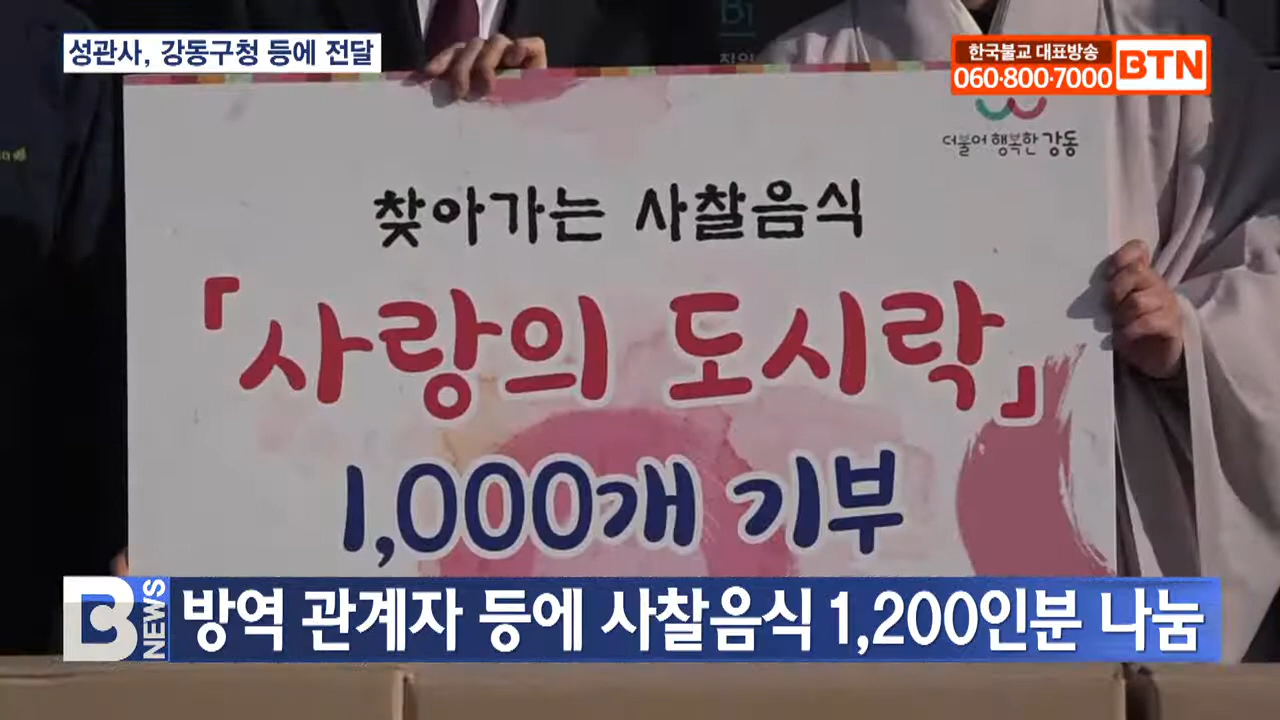 성관사, 강동구청 등에 전달
한국불교 대표방송
060·800·7000
BTN
더불어 행복한 강동
찾아가는 사찰음식
「사랑의 도시락」
1,000개 기부
B NEWS
방역 관계자 등에 사찰음식 1,200인분 나눔